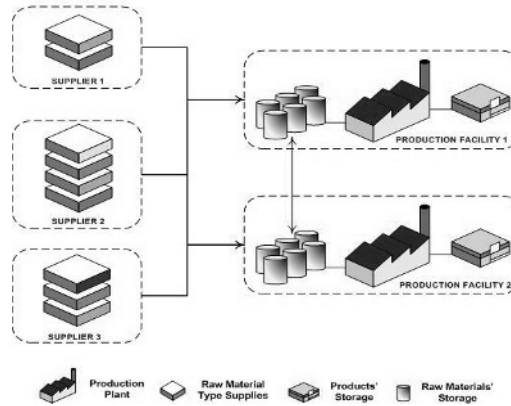 SUPPLIER 1
PRODUCTION FACILITY 1
SUPPLIER 2
PRODUCTION FACILITY 2
SUPPLIER 3
Production
Plant
Raw Material
Type Supplies
Products'
Storage
Raw Materials'
Storage